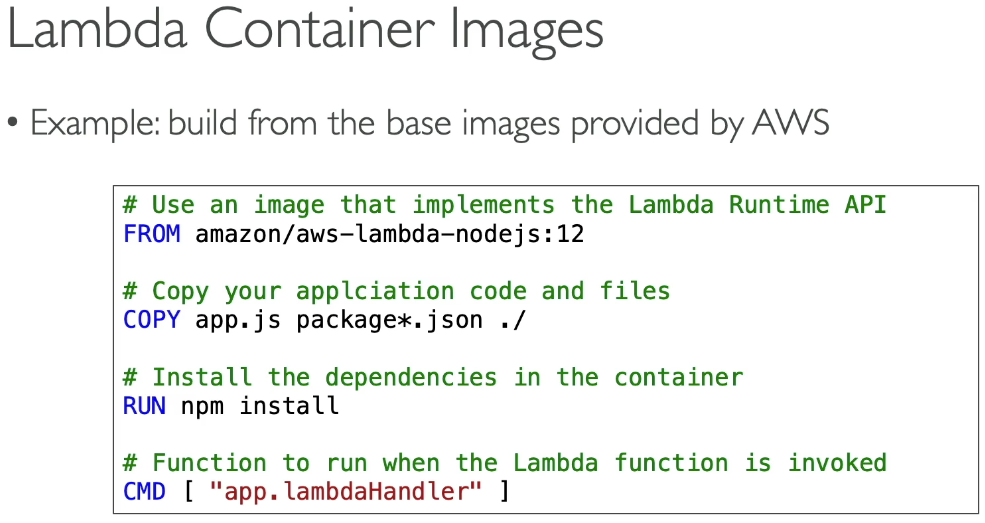 Lambda Container Images
• Example: build from the base images provided by AWS
# Use an image that implements the Lambda Runtime API
FROM amazon/aws-lambda-nodejs:12
# Copy your applciation code and files
COPY app.js package*.json ./
# Install the dependencies in the container
RUN npm install
# Function to run when the Lambda function is invoked
CMD [ "app.lambdaHandler" ]